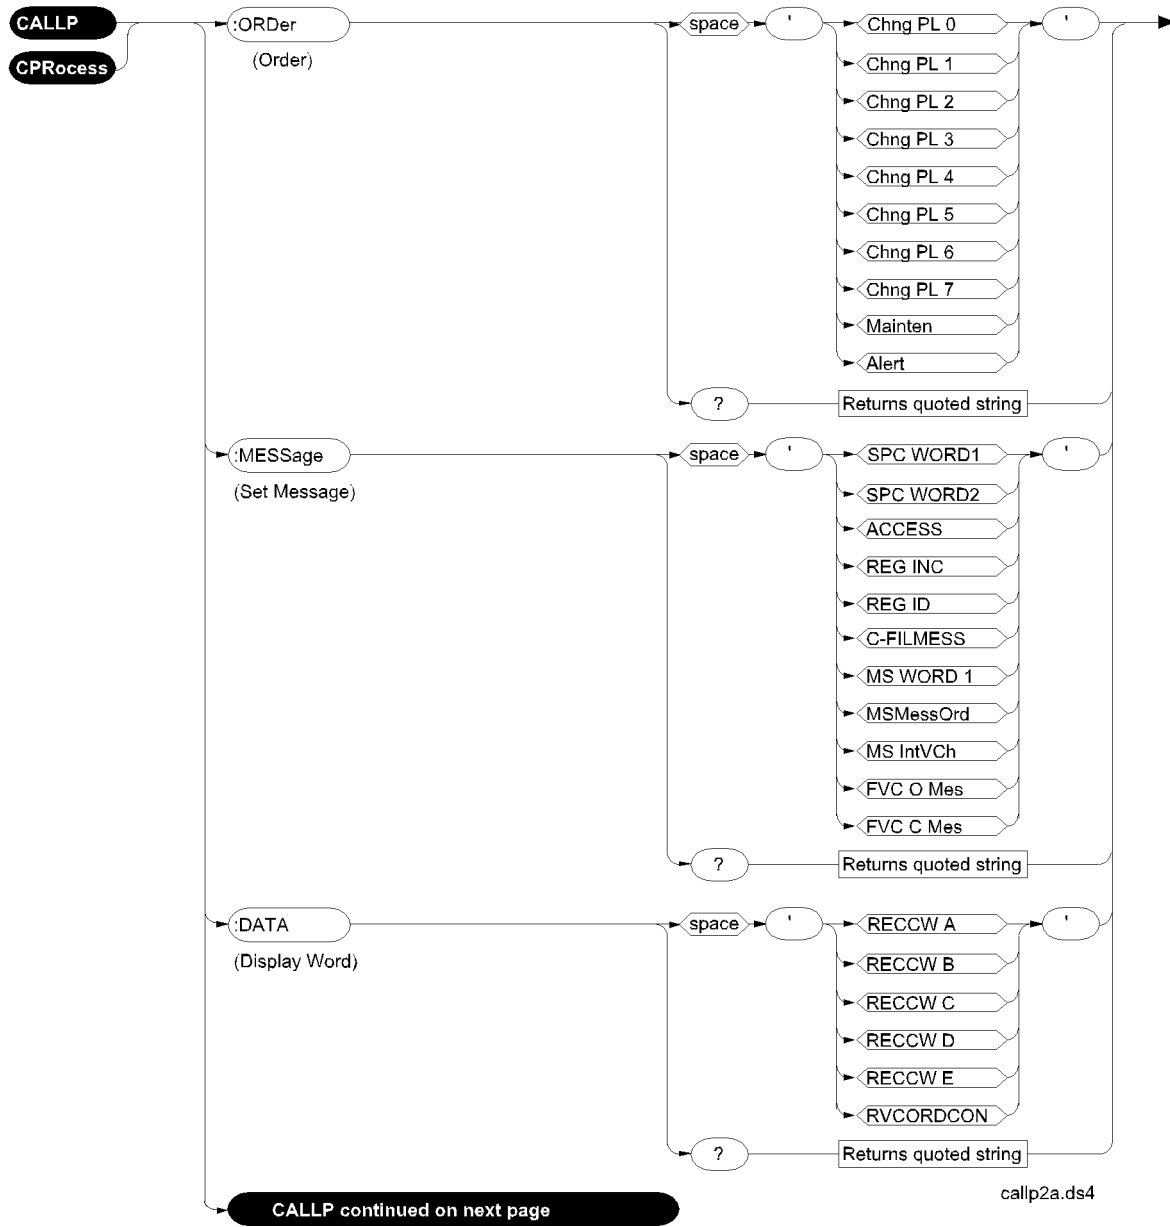 CALLP
CPRocess
:ORDer
(Order)
space
'
Chng PL 0
'
Chng PL 1
Chng PL 2
Chng PL 3
Chng PL 4
Chng PL 5
Chng PL 6
Chng PL 7
Mainten
Alert
?
Returns quoted string
:MESSage
(Set Message)
space
'
SPC WORD1
'
SPC WORD2
ACCESS
REG INC
REG ID
C-FILMESS
MS WORD 1
MSMessOrd
MS IntVCh
FVC O Mes
FVC C Mes
?
Returns quoted string
:DATA
(Display Word)
space
'
RECCW A
'
RECCW B
RECCW C
RECCW D
RECCW E
RVCORDCON
?
Returns quoted string
callp2a.ds4
CALLP continued on next page